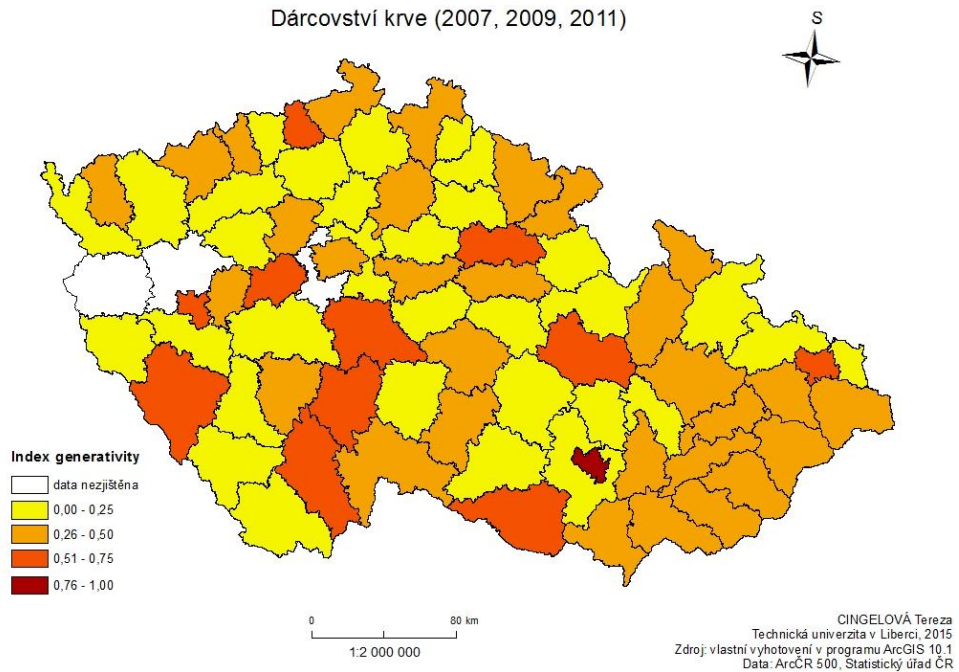 Dárcovství krve (2007, 2009, 2011)
S
Index generativity
data nezjištěna
0,00 - 0,25
0,26 - 0,50
0,51 - 0,75
0,76 - 1,00
0 80 km
1:2 000 000
CINGELOVÁ Tereza
Technická univerzita v Liberci, 2015
Zdroj: vlastní vyhotovení v programu ArcGIS 10.1
Data: ArcČR 500, Statistický úřad ČR